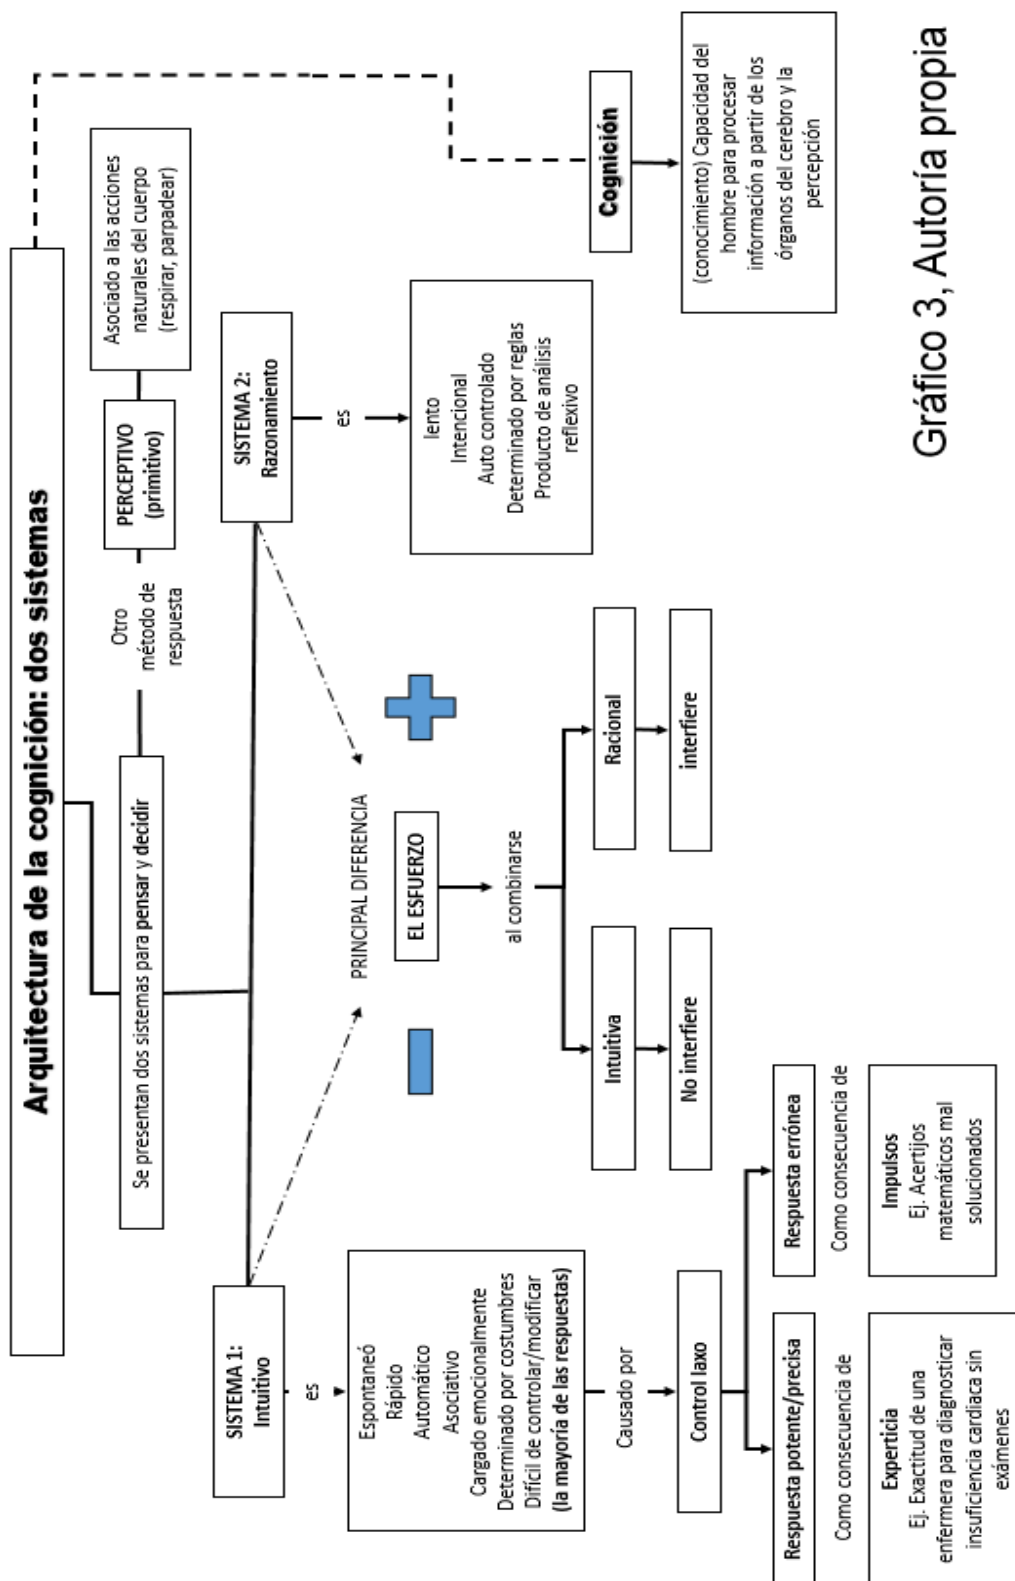 Arquitectura de la cognición: dos sistemas
Se presentan dos sistemas para pensar y decidir
Otro
método de
respuesta
PERCEPTIVO
(primitivo)
Asociado a las acciones
naturales del cuerpo
(respirar, parpadear)
SISTEMA 1:
Intuitivo
es
Espontaneó
Rápido
Automático
Asociativo
Cargado emocionalmente
Determinado por costumbres
Difícil de controlar/modificar
(la mayoría de las respuestas)
Causado por
Control laxo
Respuesta potente/precisa
Como consecuencia de
Experticia
Ej. Exactitud de una
enfermera para diagnosticar
insuficiencia cardiaca sin
exámenes
Respuesta errónea
Como consecuencia de
Impulsos
Ej. Acertijos
matemáticos mal
solucionados
PRINCIPAL DIFERENCIA
EL ESFUERZO
al combinarse
Intuitiva
No interfiere
Racional
interfiere
SISTEMA 2:
Razonamiento
es
lento
Intencional
Auto controlado
Determinado por reglas
Producto de análisis
reflexivo
Cognición
(conocimiento) Capacidad del
hombre para procesar
información a partir de los
órganos del cerebro y la
percepción
Gráfico 3, Autoría propia